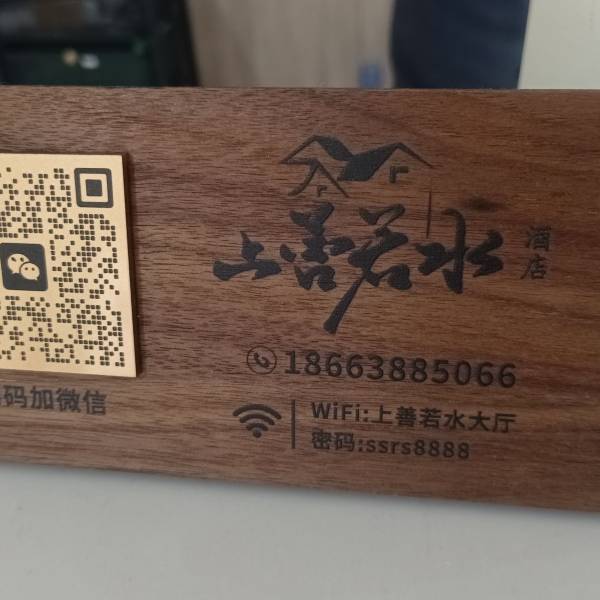 上善若水
酒店
18663885066
WiFi:上善若水大厅
密码:ssrs8888
码加微信